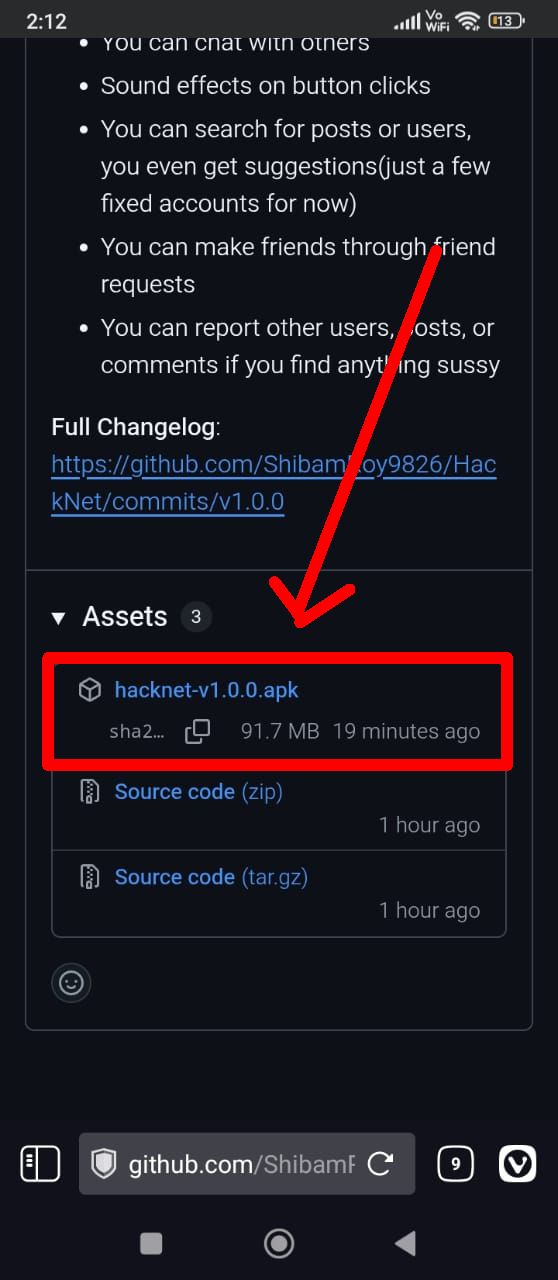 2:12 Vo WiFi 13
You can chat with others
Sound effects on button clicks
You can search for posts or users,
you even get suggestions(just a few
fixed accounts for now)
You can make friends through friend
requests
You can report other users, posts, or
comments if you find anything sussy
Full Changelog:
https://github.com/ShibamRoy9826/Hac
kNet/commits/v1.0.0
Assets 3
hacknet-v1.0.0.apk
sha2... 91.7 MB 19 minutes ago
Source code (zip)
1 hour ago
Source code (tar.gz)
1 hour ago
github.com/ShibamR 9